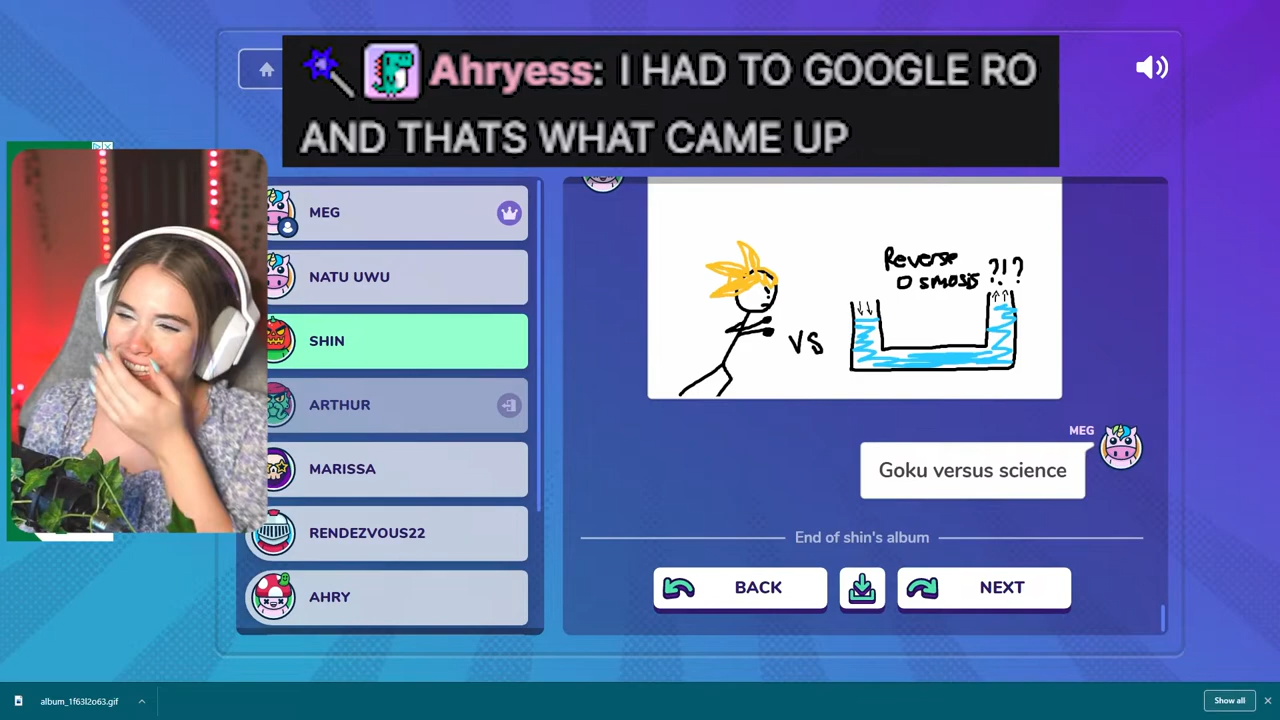 Ahryess: I HAD TO GOOGLE RO
AND THATS WHAT CAME UP
MEG
NATU UWU
SHIN
ARTHUR
MARISSA
RENDEZVOUS22
AHRY
Reverse
Osmosis ?!?
VS
MEG
Goku versus science
End of shin's album
BACK
NEXT
album_1f63l2o63.gif
Show all